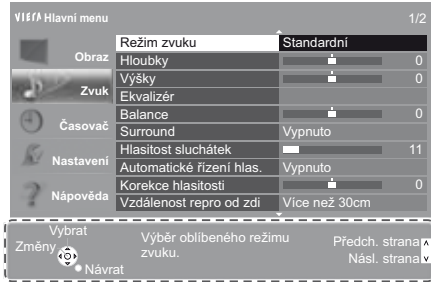 VIErA Hlavní menu 1/2
Obraz
Zvuk
Časovač
Nastavení
Nápověda
Režim zvuku Standardní
Hloubky 0
Výšky 0
Ekvalizér
Balance 0
Surround Vypnuto
Hlasitost sluchátek 11
Automatické řízení hlas. Vypnuto
Korekce hlasitosti 0
Vzdálenost repro od zdi Více než 30cm
Vybrat
Změny
Návrat
Výběr oblíbeného režimu
zvuku.
Předch. strana
Násl. strana